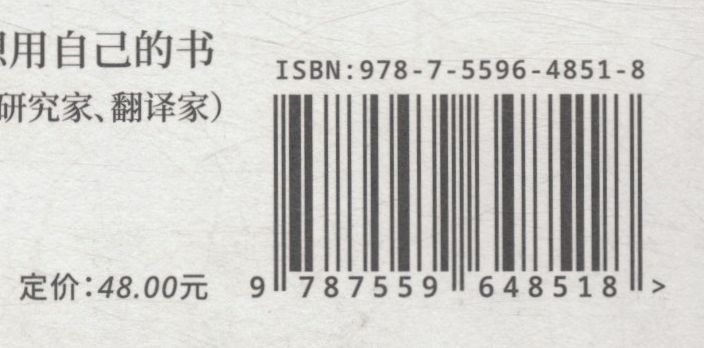 用自己的书
ISBN:978-7-5596-4851-8
研究家、翻译家)
定价:48.00元
9 787559 648518 >